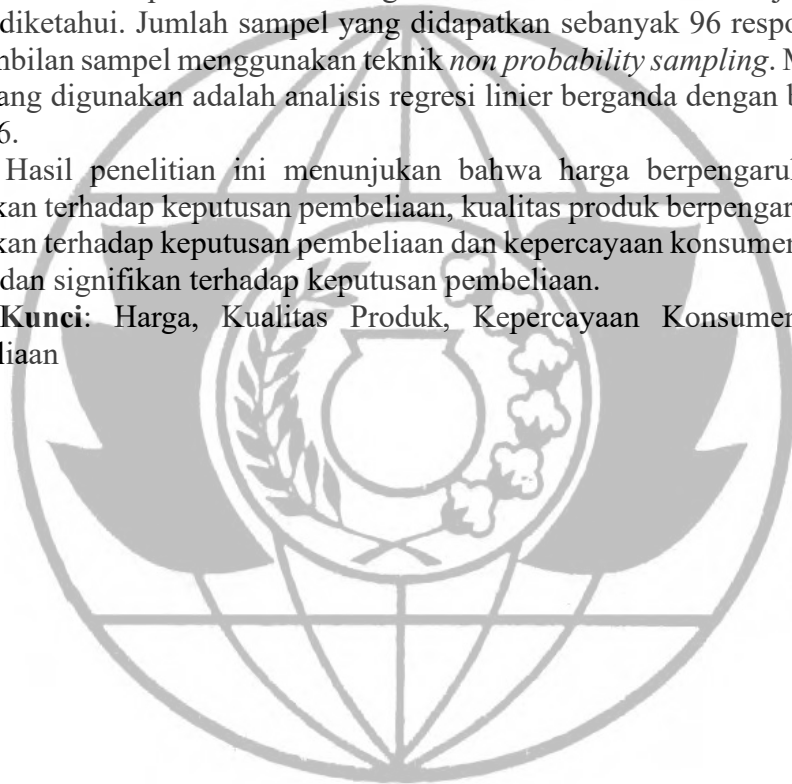 diketahui. Jumlah sampel yang didapatkan sebanyak 96 respo
mbilan sampel menggunakan teknik non probability sampling. M
ang digunakan adalah analisis regresi linier berganda dengan b
6.
Hasil penelitian ini menunjukan bahwa harga berpengaruh
kan terhadap keputusan pembeliaan, kualitas produk berpengar
kan terhadap keputusan pembeliaan dan kepercayaan konsumen
dan signifikan terhadap keputusan pembeliaan.
Kunci: Harga, Kualitas Produk, Kepercayaan Konsumen
liaan